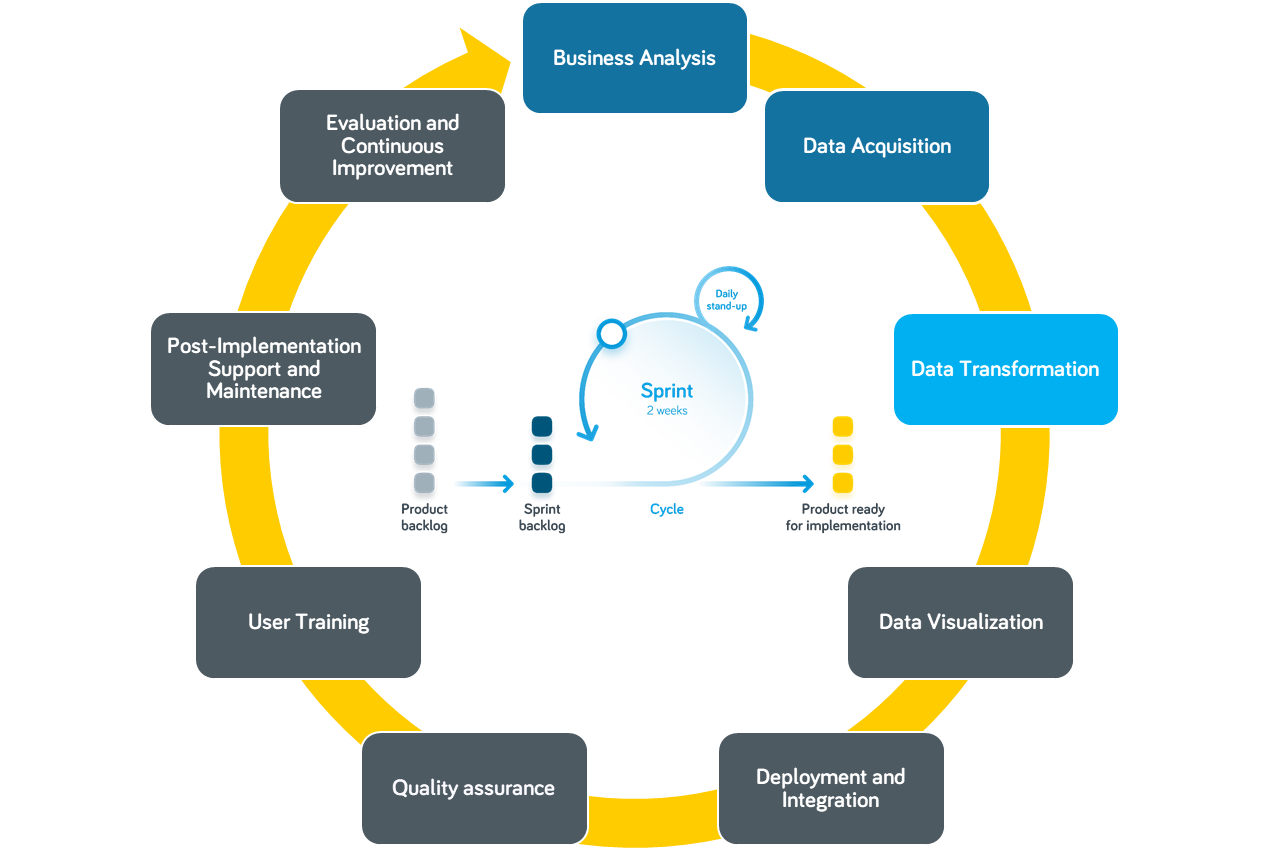 Business Analysis
Data Acquisition
Data Transformation
Data Visualization
Deployment and
Integration
Quality assurance
User Training
Post-Implementation
Support and
Maintenance
Evaluation and
Continuous
Improvement
Daily
stand-up
Sprint
2 weeks
Product
backlog
Sprint
backlog
Cycle
Product ready
for implementation